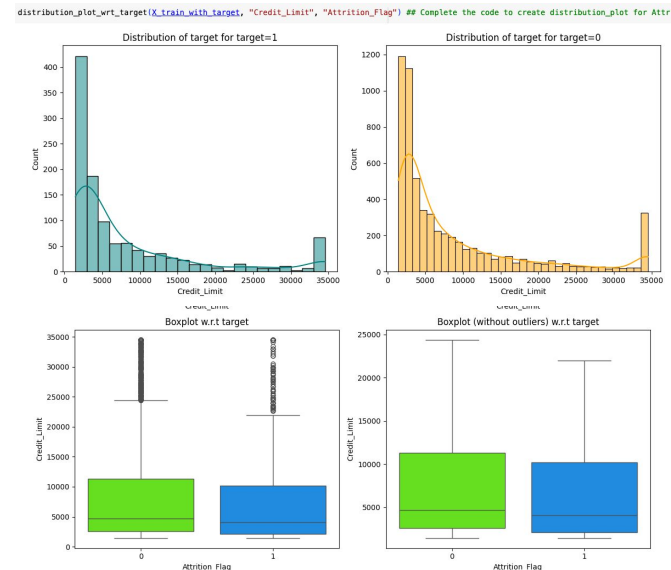 distribution_plot_wrt_target(X_train_with_target, "Credit_Limit", "Attrition_Flag") ## Complete the code to create distribution_plot for Attr
Distribution of target for target=1
Distribution of target for target=0
400
350
300
250
200
150
100
50
0
Count
0 5000 10000 15000 20000 25000 30000 35000
Credit_Limit
1200
1000
800
600
400
200
0
Count
0 5000 10000 15000 20000 25000 30000 35000
Credit_Limit
Credit_Limit
Credit_Limit
Boxplot w.r.t target
Boxplot (without outliers) w.r.t target
35000
30000
25000
20000
15000
10000
5000
0
Credit_Limit
0 1
Attrition_Flag
25000
20000
15000
10000
5000
Credit_Limit
0 1
Attrition_Flag